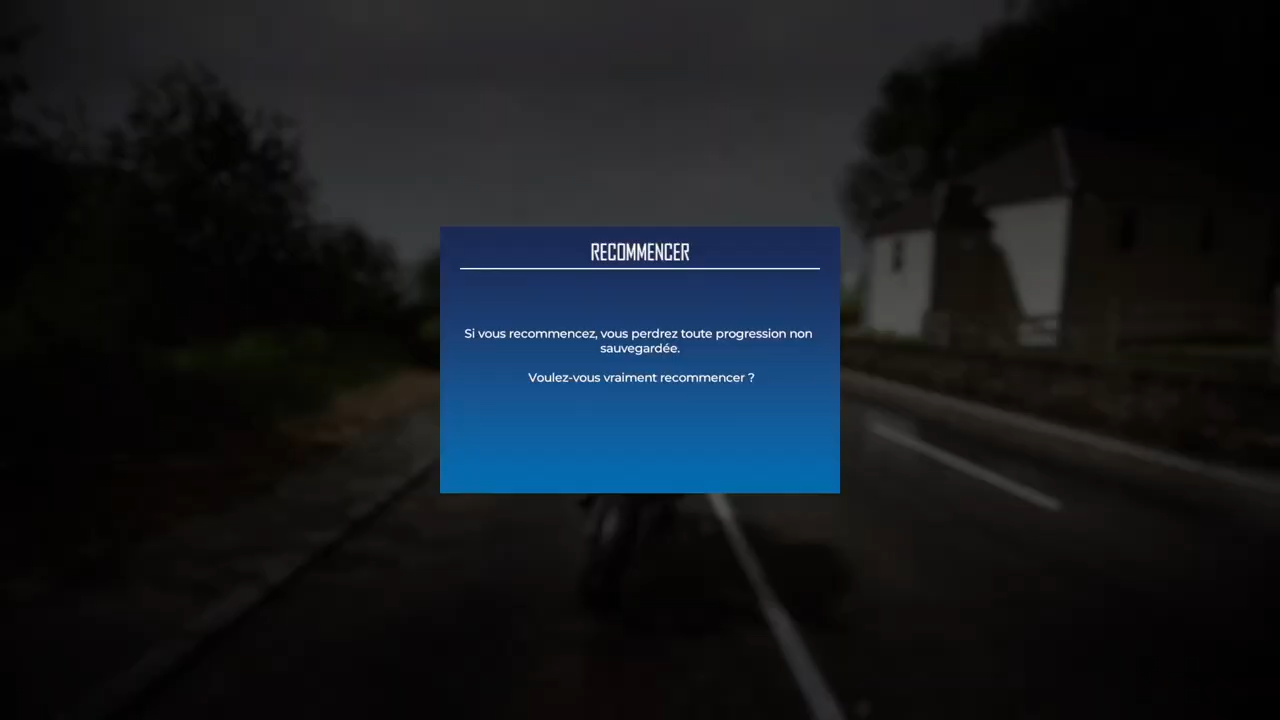 RECOMMENCER
Si vous recommencez, vous perdrez toute progression non
sauvegardée.
Voulez-vous vraiment recommencer ?